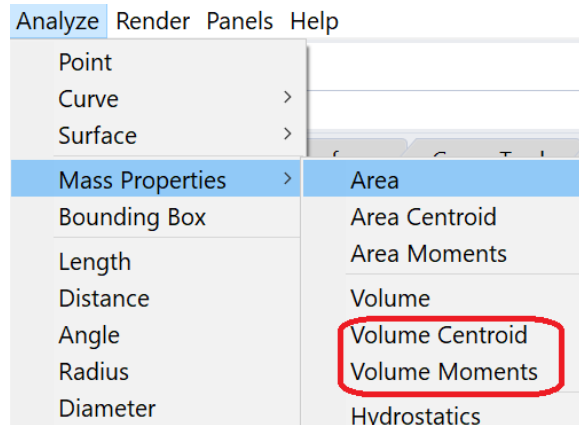 Analyze Render Panels Help
Point
Curve
Surface
Mass Properties
Bounding Box
Length
Distance
Angle
Radius
Diameter
Area
Area Centroid
Area Moments
Volume
Volume Centroid
Volume Moments
Hydrostatics